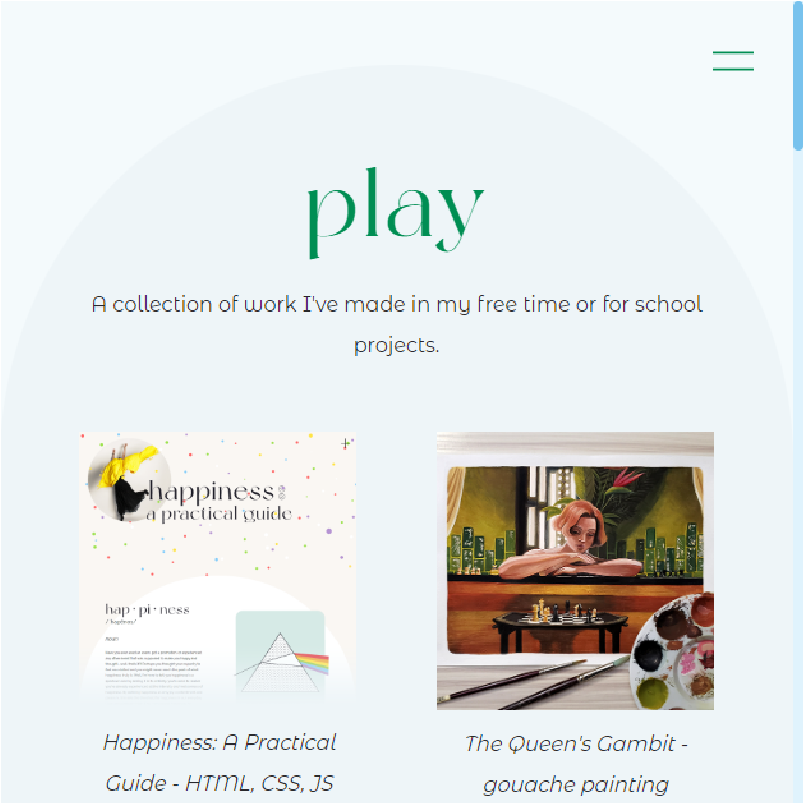 play
A collection of work I've made in my free time or for school
projects.
happiness
a practical guide
hap·pi·ness
Noun
Happiness: A Practical
Guide - HTML, CSS, JS
The Queen's Gambit -
gouache painting